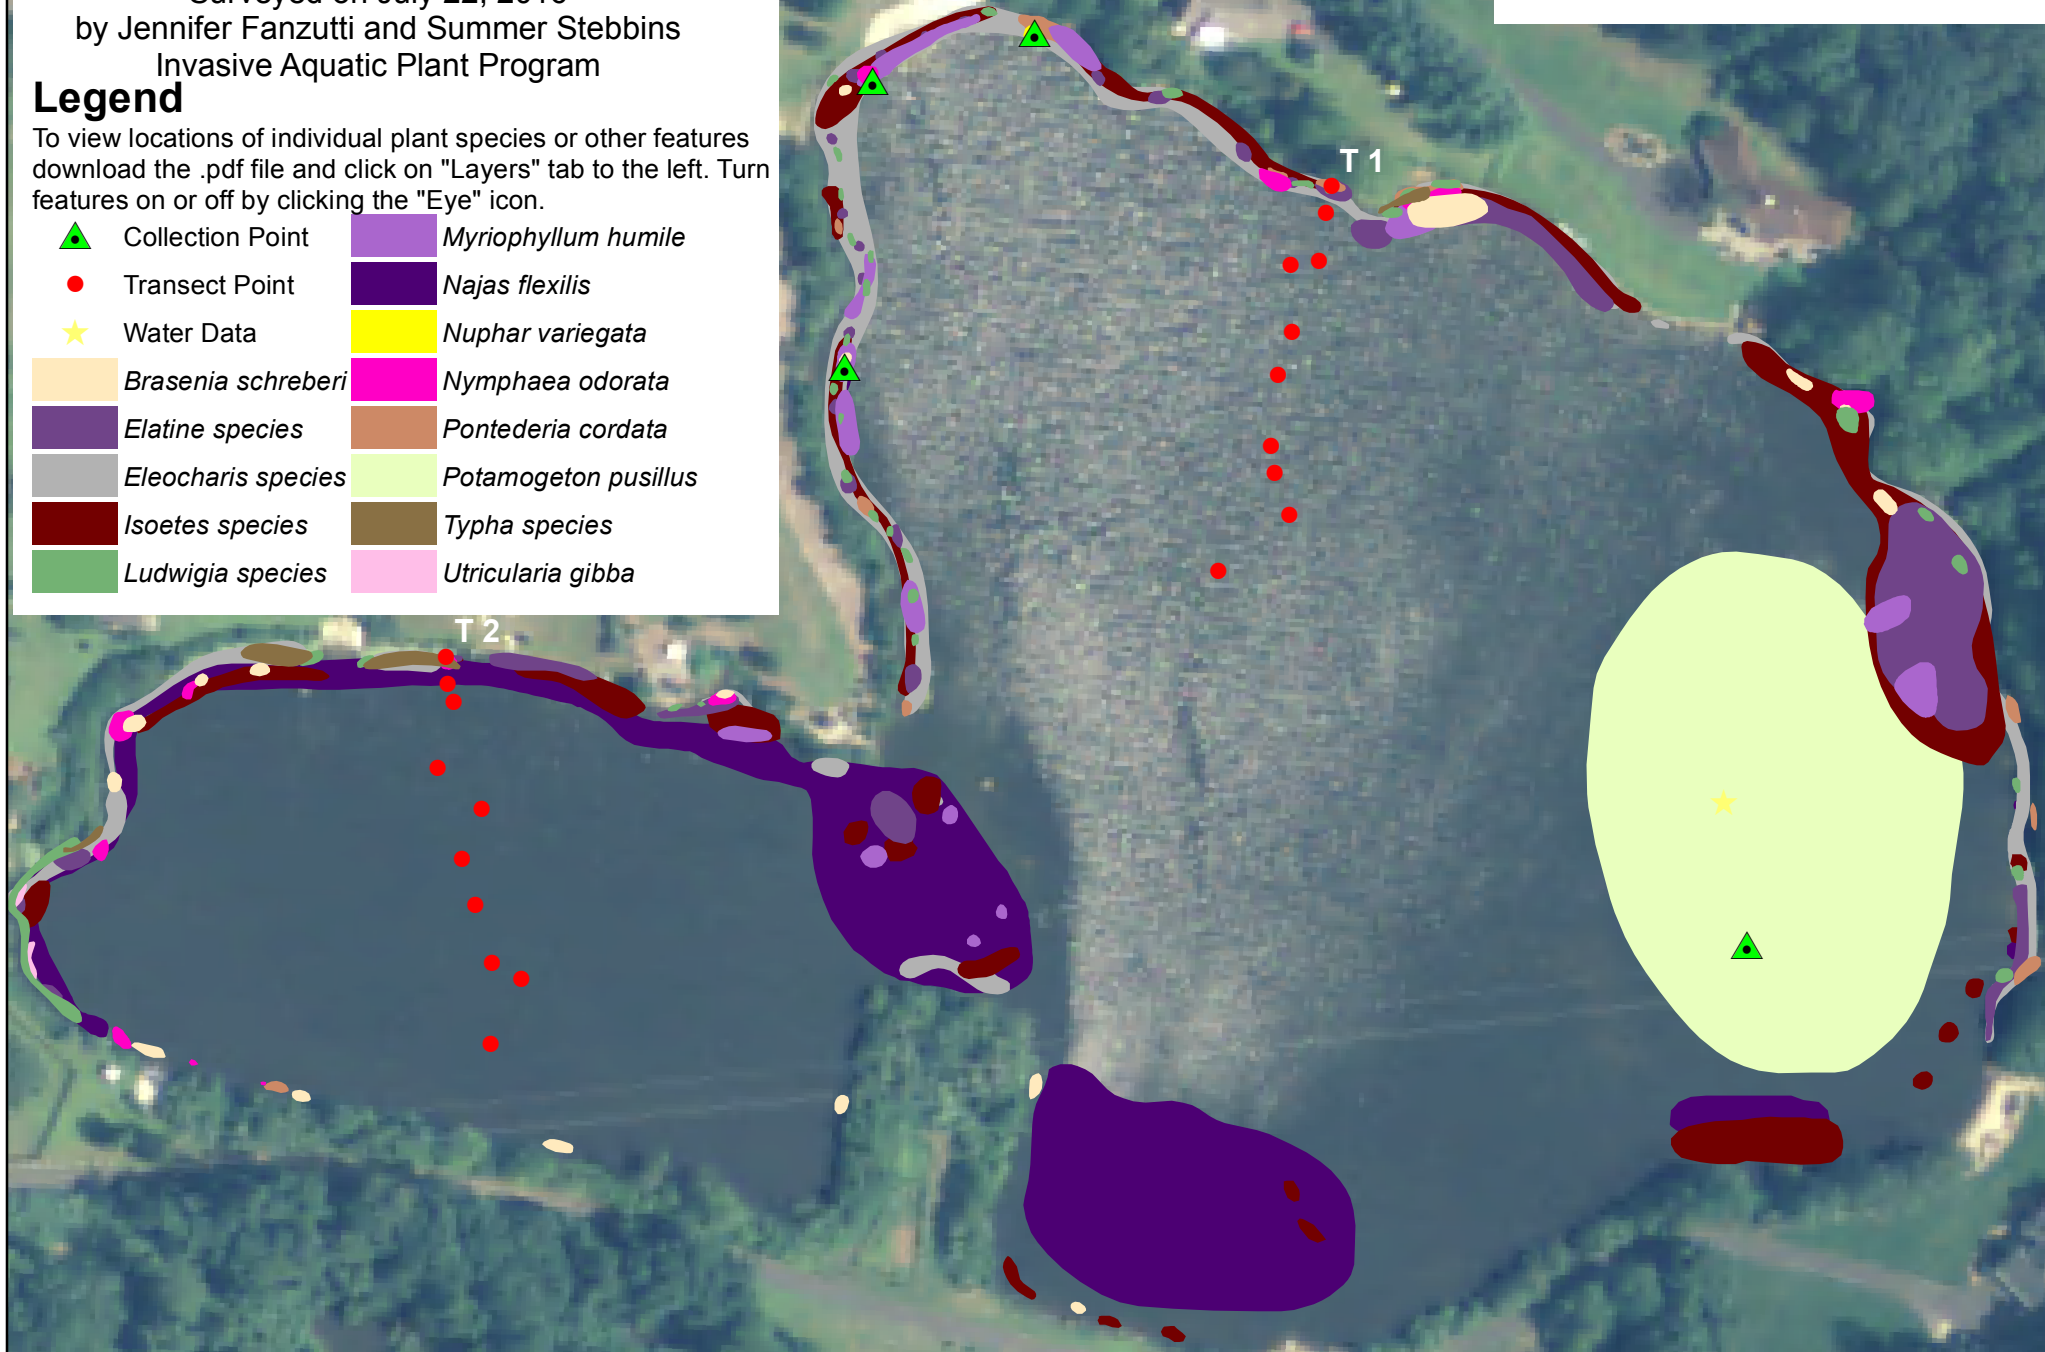 by Jennifer Fanzutti and Summer Stebbins
Invasive Aquatic Plant Program
Legend
To view locations of individual plant species or other features
download the .pdf file and click on "Layers" tab to the left. Turn
features on or off by clicking the "Eye" icon.
Collection Point
Transect Point
Water Data
Brasenia schreberi
Elatine species
Eleocharis species
Isoetes species
Ludwigia species
Myriophyllum humile
Najas flexilis
Nuphar variegata
Nymphaea odorata
Pontederia cordata
Potamogeton pusillus
Typha species
Utricularia gibba
T 1
T 2